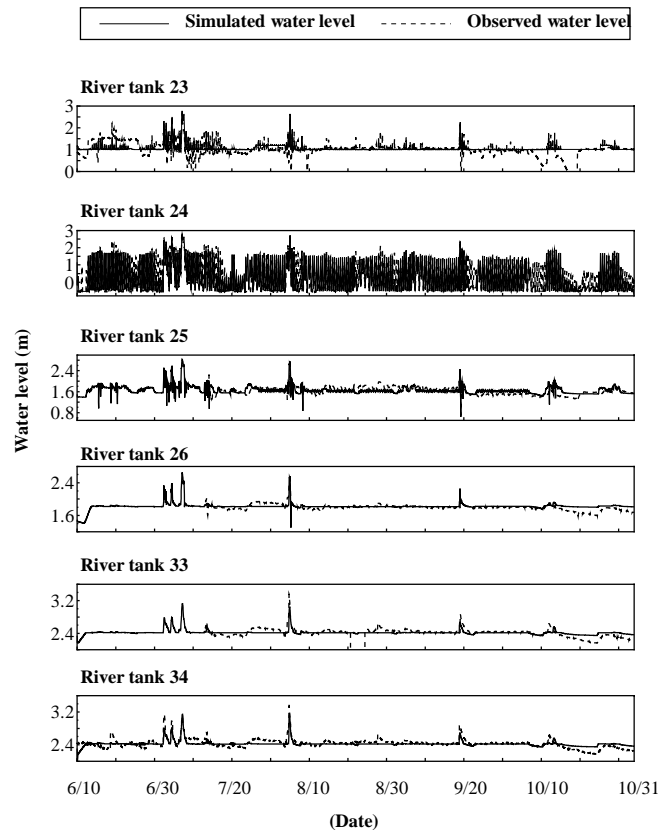 Simulated water level Observed water level
River tank 23
3
2
1
0
River tank 24
3
2
1
0
River tank 25
2.4
1.6
0.8
River tank 26
2.4
1.6
River tank 33
3.2
2.4
River tank 34
3.2
2.4
Water level (m)
6/10 6/30 7/20 8/10 8/30 9/20 10/10 10/31
(Date)